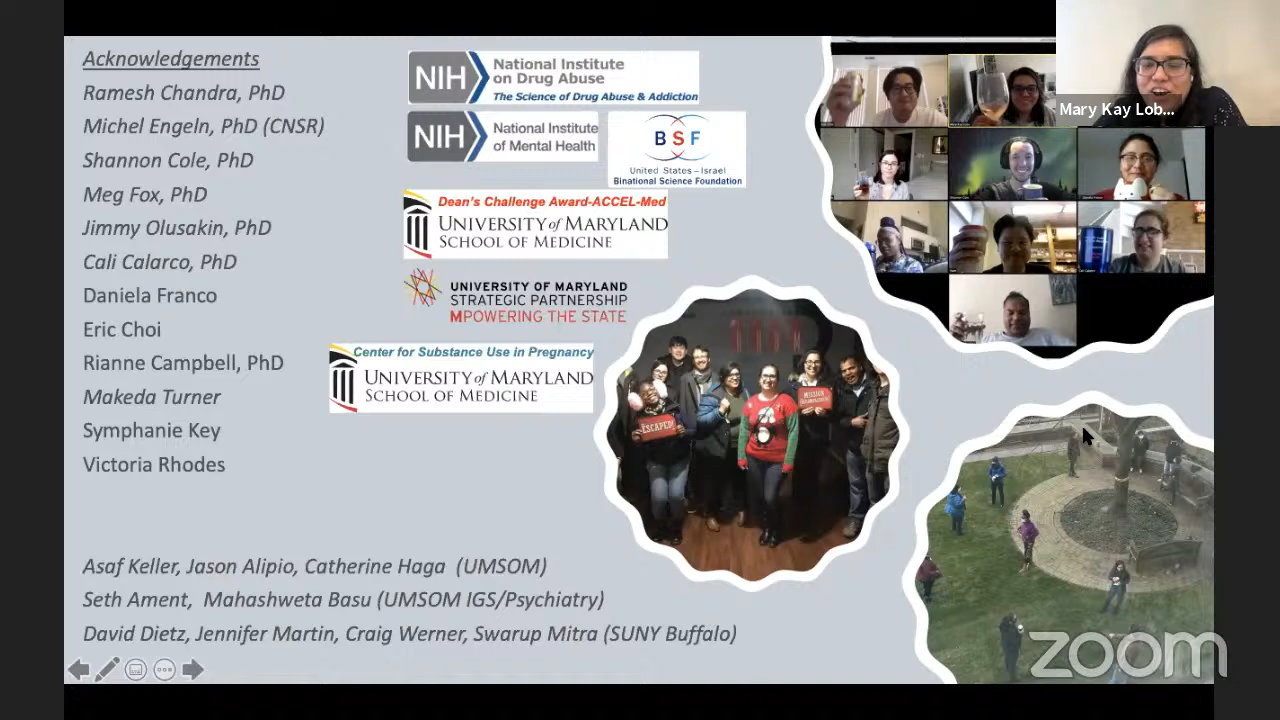 Acknowledgements
Ramesh Chandra, PhD
Michel Engeln, PhD (CNSR)
Shannon Cole, PhD
Meg Fox, PhD
Jimmy Olusakin, PhD
Cali Calarco, PhD
Daniela Franco
Eric Choi
Rianne Campbell, PhD
Makeda Turner
Symphanie Key
Victoria Rhodes
Asaf Keller, Jason Alipio, Catherine Haga (UMSOM)
Seth Ament, Mahashweta Basu (UMSOM IGS/Psychiatry)
David Dietz, Jennifer Martin, Craig Werner, Swarup Mitra (SUNY Buffalo)
NIH
National Institute
on Drug Abuse
The Science of Drug Abuse & Addiction
NIH
National Institute
of Mental Health
BSF
United States – Israel
Binational Science Foundation
Dean's Challenge Award-ACCEL-Med
UNIVERSITY of MARYLAND
SCHOOL OF MEDICINE
UNIVERSITY OF MARYLAND
STRATEGIC PARTNERSHIP
MPOWERING THE STATE
Center for Substance Use in Pregnancy
UNIVERSITY of MARYLAND
SCHOOL OF MEDICINE
ESCAPED!
Mary Kay Lob...
zoom